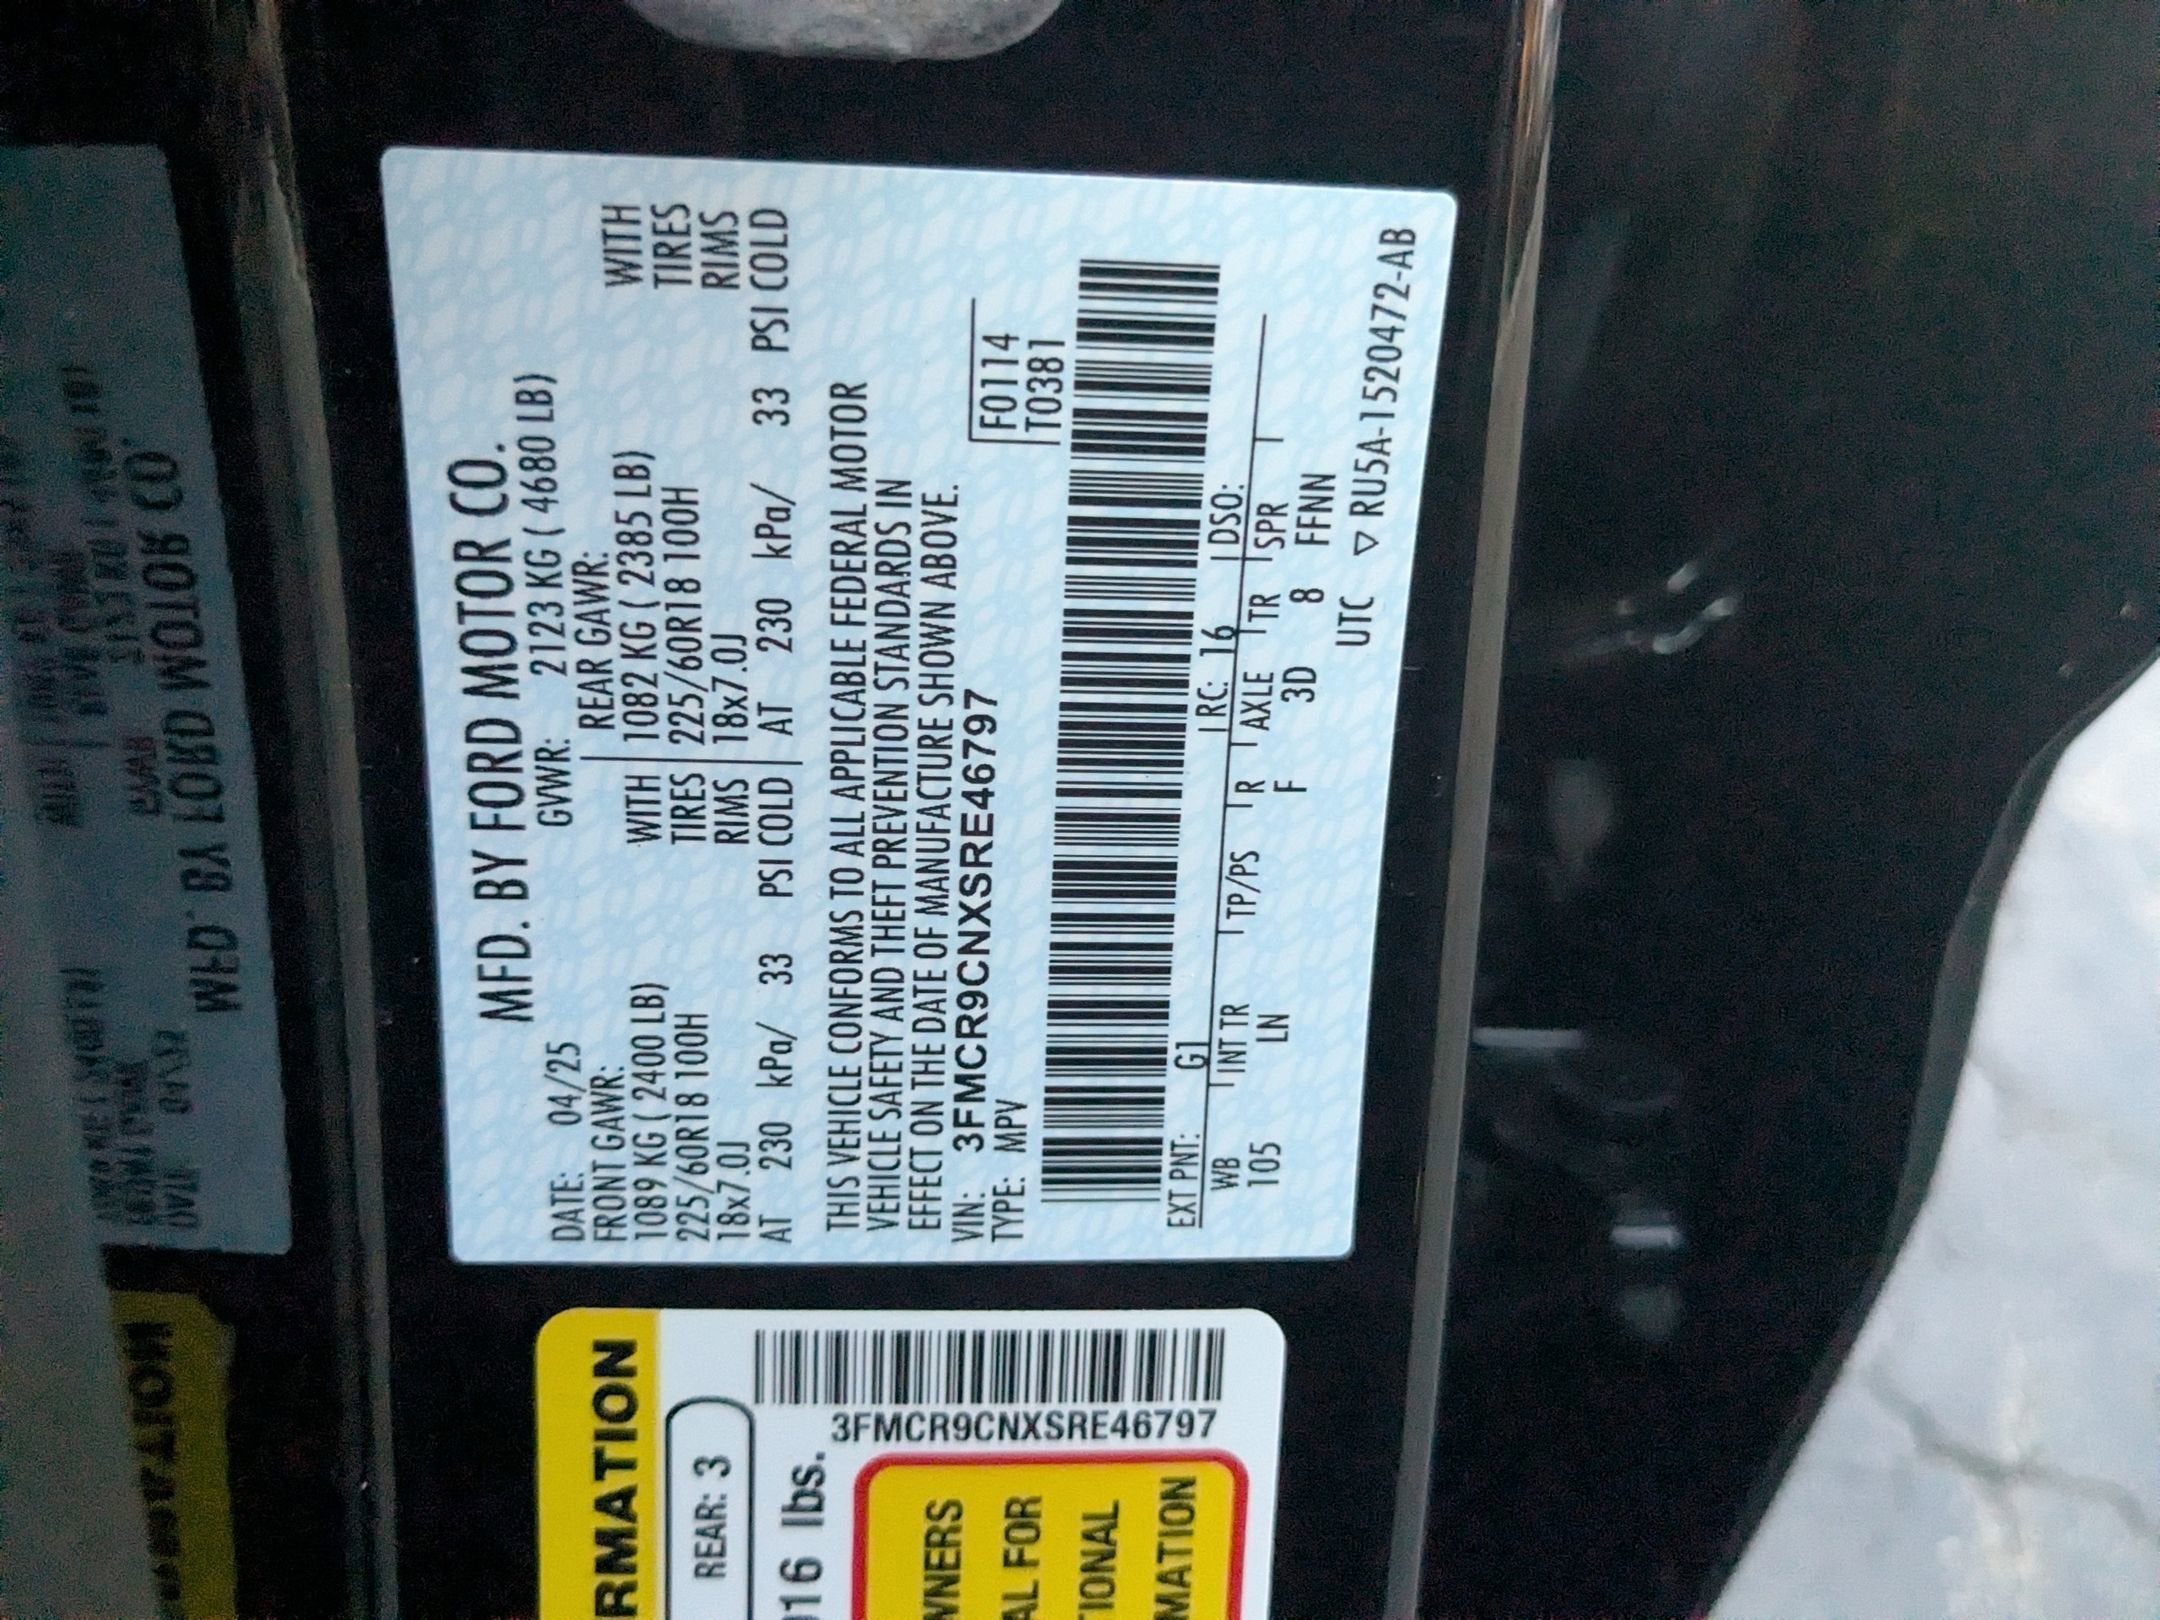 MFD. BY FORD MOTOR CO.
DATE: 04/25 GVWR: 2123 KG ( 4680 LB)
FRONT GAWR: REAR GAWR:
1089 KG ( 2400 LB) WITH 1082 KG ( 2385 LB) WITH
225/60R18 100H TIRES 225/60R18 100H TIRES
18x7.0J RIMS 18x7.0J RIMS
AT 230 kPa/ 33 PSI COLD AT 230 kPa/ 33 PSI COLD
THIS VEHICLE CONFORMS TO ALL APPLICABLE FEDERAL MOTOR
VEHICLE SAFETY AND THEFT PREVENTION STANDARDS IN
EFFECT ON THE DATE OF MANUFACTURE SHOWN ABOVE.
VIN: 3FMCR9CNXSRE46797
TYPE: MPV
F0114
T0381
EXT PNT: G1 RC: 16 DSO:
WB INT TR TP/PS R AXLE TR SPR
105 LN F 3D 8 FFNN
UTC ▽ RU5A-1520472-AB
RMATION
REAR: 3
016 lbs.
3FMCR9CNXSRE46797
WNERS
AL FOR
TIONAL
MATION